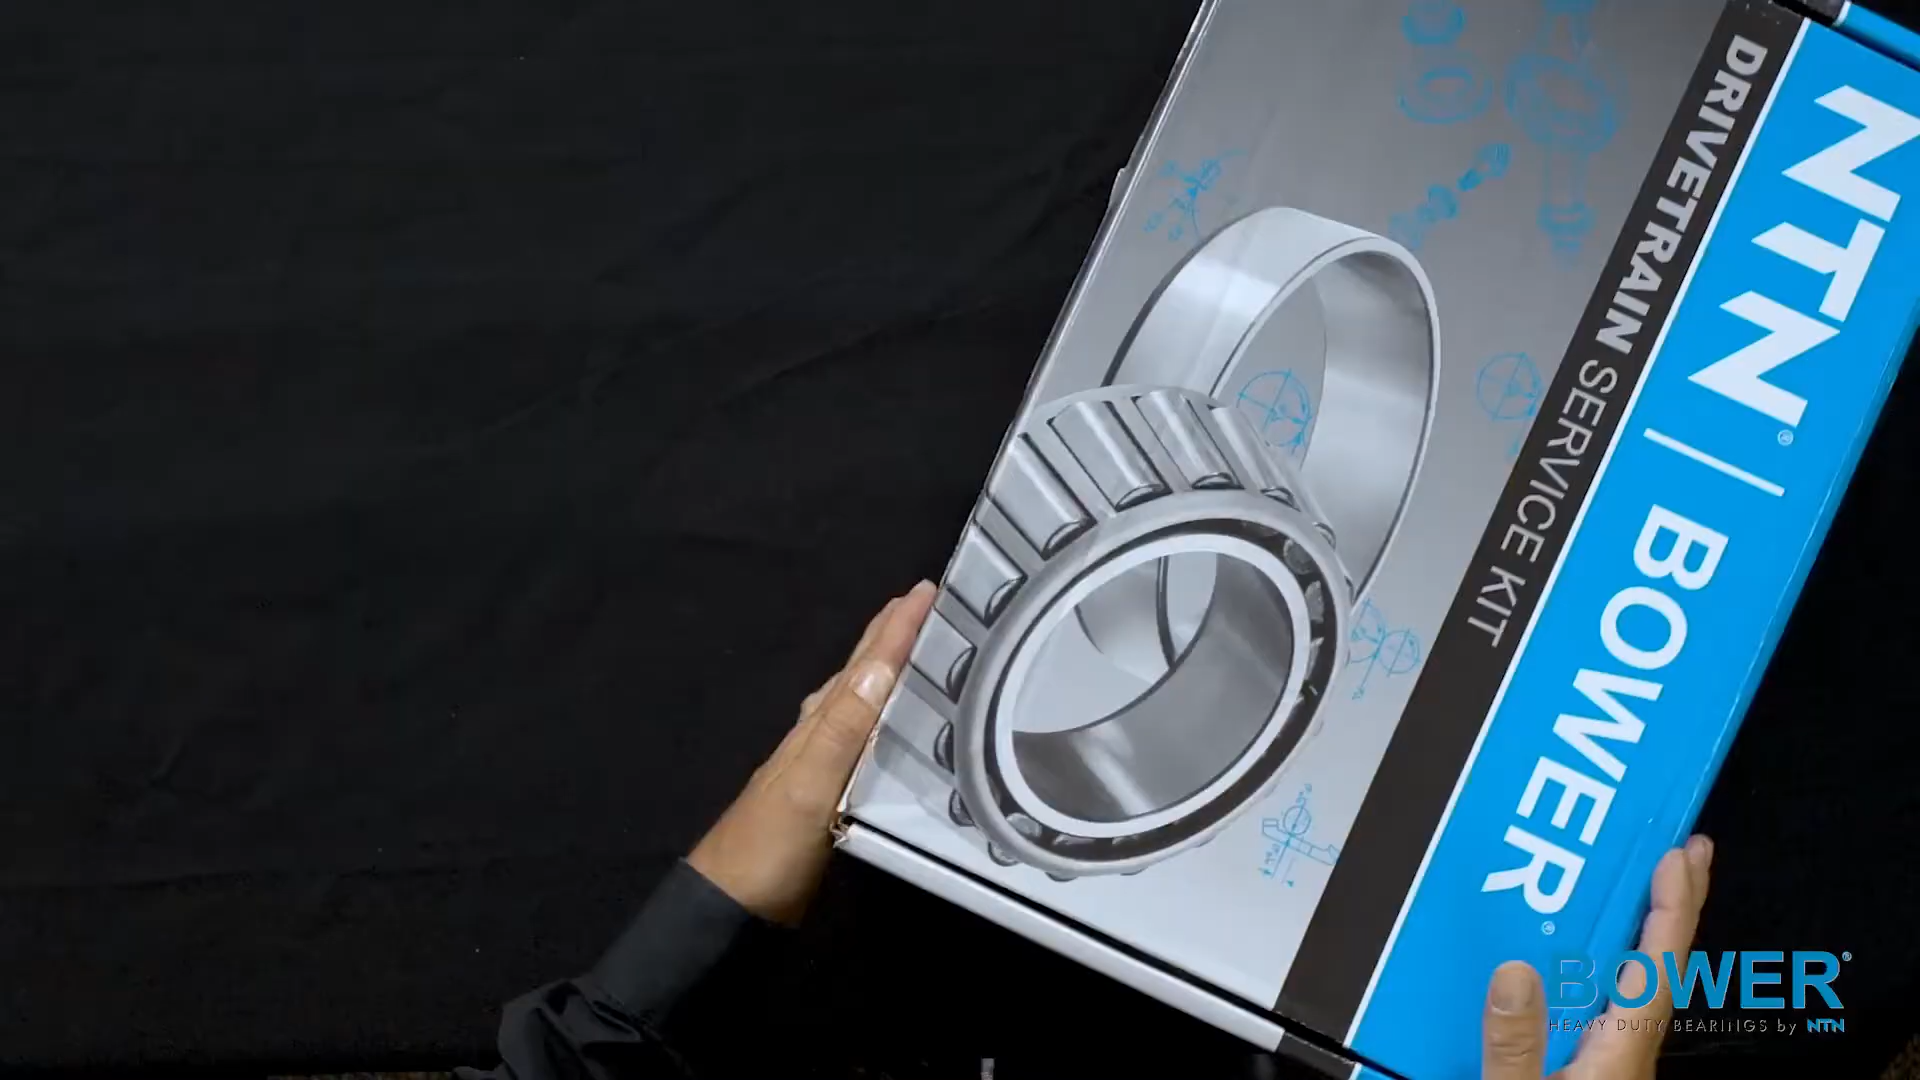 NTN® | BOWER®
DRIVETRAIN SERVICE KIT
BOWER®
HEAVY DUTY BEARINGS by NTN